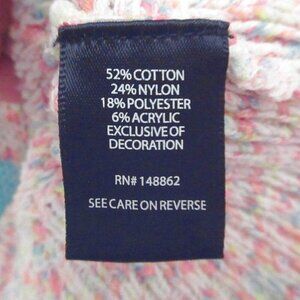 52% COTTON
24% NYLON
18% POLYESTER
6% ACRYLIC
EXCLUSIVE OF
DECORATION
RN# 148862
SEE CARE ON REVERSE